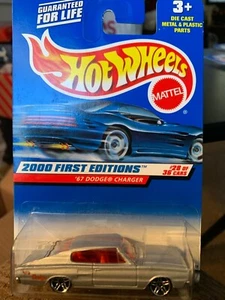 GUARANTEED
FOR LIFE
3+
DIE CAST
METAL & PLASTIC
PARTS
HOT WHEELS
MATTEL
2000 FIRST EDITIONS™
'67 DODGE® CHARGER
#28 OF
36 CARS